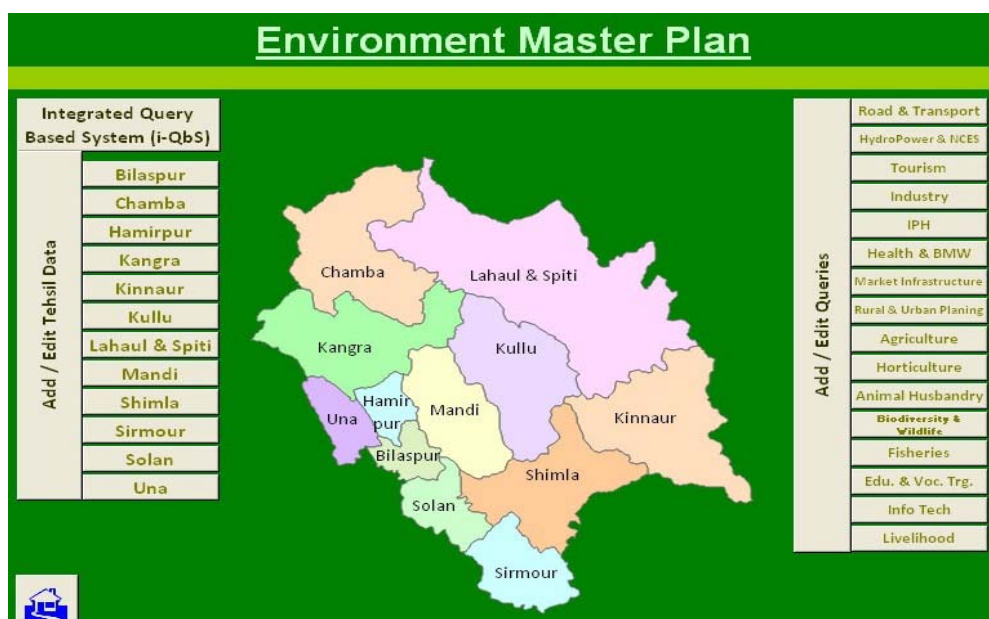 Environment Master Plan
Integrated Query
Based System (i-QbS)
Add / Edit Tehsil Data
Bilaspur
Chamba
Hamirpur
Kangra
Kinnaur
Kullu
Lahaul & Spiti
Mandi
Shimla
Sirmour
Solan
Una
Chamba
Lahaul & Spiti
Kangra
Kullu
Hamir
pur
Una
Mandi
Kinnaur
Bilaspur
Shimla
Solan
Sirmour
Add / Edit Queries
Road & Transport
HydroPower & NCES
Tourism
Industry
IPH
Health & BMW
Market Infrastructure
Rural & Urban Planing
Agriculture
Horticulture
Animal Husbandry
Biodiversity &
Wildlife
Fisheries
Edu. & Voc. Trg.
Info Tech
Livelihood